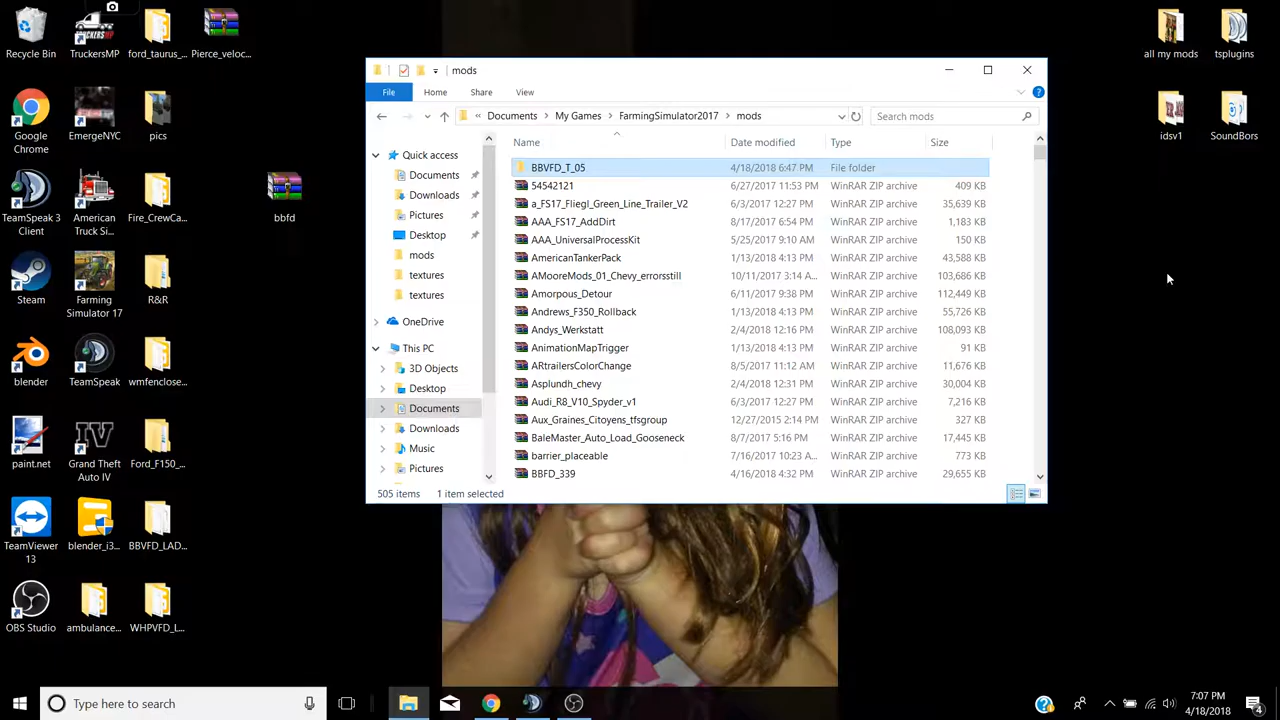 Recycle Bin
TruckersMP
ford_taurus_...
Pierce_veloc...
all my mods
tsplugins
Google Chrome
EmergeNYC
pics
idsv1
SoundBors
TeamSpeak 3 Client
American Truck Si...
Fire_CrewCa...
bbfd
Steam
Farming Simulator 17
R&R
blender
TeamSpeak
wmfenclose...
paint.net
Grand Theft Auto IV
Ford_F150_...
TeamViewer 13
blender_i3...
BBVFD_LAD...
OBS Studio
ambulance...
WHPVFD_L...
mods
File
Home
Share
View
« Documents > My Games > FarmingSimulator2017 > mods
Search mods
Name
Date modified
Type
Size
Quick access
Documents
Downloads
Pictures
Desktop
mods
textures
textures
OneDrive
This PC
3D Objects
Desktop
Documents
Downloads
Music
Pictures
BBVFD_T_05 4/18/2018 6:47 PM File folder
54542121 6/27/2017 11:53 PM WinRAR ZIP archive 409 KB
a_FS17_Fliegl_Green_Line_Trailer_V2 6/3/2017 12:27 PM WinRAR ZIP archive 35,639 KB
AAA_FS17_AddDirt 8/17/2017 6:54 PM WinRAR ZIP archive 1,183 KB
AAA_UniversalProcessKit 5/25/2017 9:10 AM WinRAR ZIP archive 150 KB
AmericanTankerPack 1/13/2018 4:13 PM WinRAR ZIP archive 43,588 KB
AMooreMods_01_Chevy_errorsstill 10/11/2017 3:14 A... WinRAR ZIP archive 103,686 KB
Amorpous_Detour 6/11/2017 9:38 PM WinRAR ZIP archive 112,449 KB
Andrews_F350_Rollback 1/13/2018 4:13 PM WinRAR ZIP archive 55,726 KB
Andys_Werkstatt 2/4/2018 12:16 PM WinRAR ZIP archive 108,093 KB
AnimationMapTrigger 1/13/2018 4:13 PM WinRAR ZIP archive 91 KB
ARtrailersColorChange 8/5/2017 11:12 AM WinRAR ZIP archive 11,676 KB
Asplundh_chevy 2/4/2018 12:31 PM WinRAR ZIP archive 30,004 KB
Audi_R8_V10_Spyder_v1 6/3/2017 12:27 PM WinRAR ZIP archive 7,216 KB
Aux_Graines_Citoyens_tfsgroup 12/27/2015 2:14 PM WinRAR ZIP archive 327 KB
BaleMaster_Auto_Load_Gooseneck 8/7/2017 5:16 PM WinRAR ZIP archive 17,445 KB
barrier_placeable 7/16/2017 10:23 A... WinRAR ZIP archive 773 KB
BBFD_339 4/16/2018 4:32 PM WinRAR ZIP archive 29,655 KB
505 items 1 item selected
Type here to search
7:07 PM
4/18/2018
4